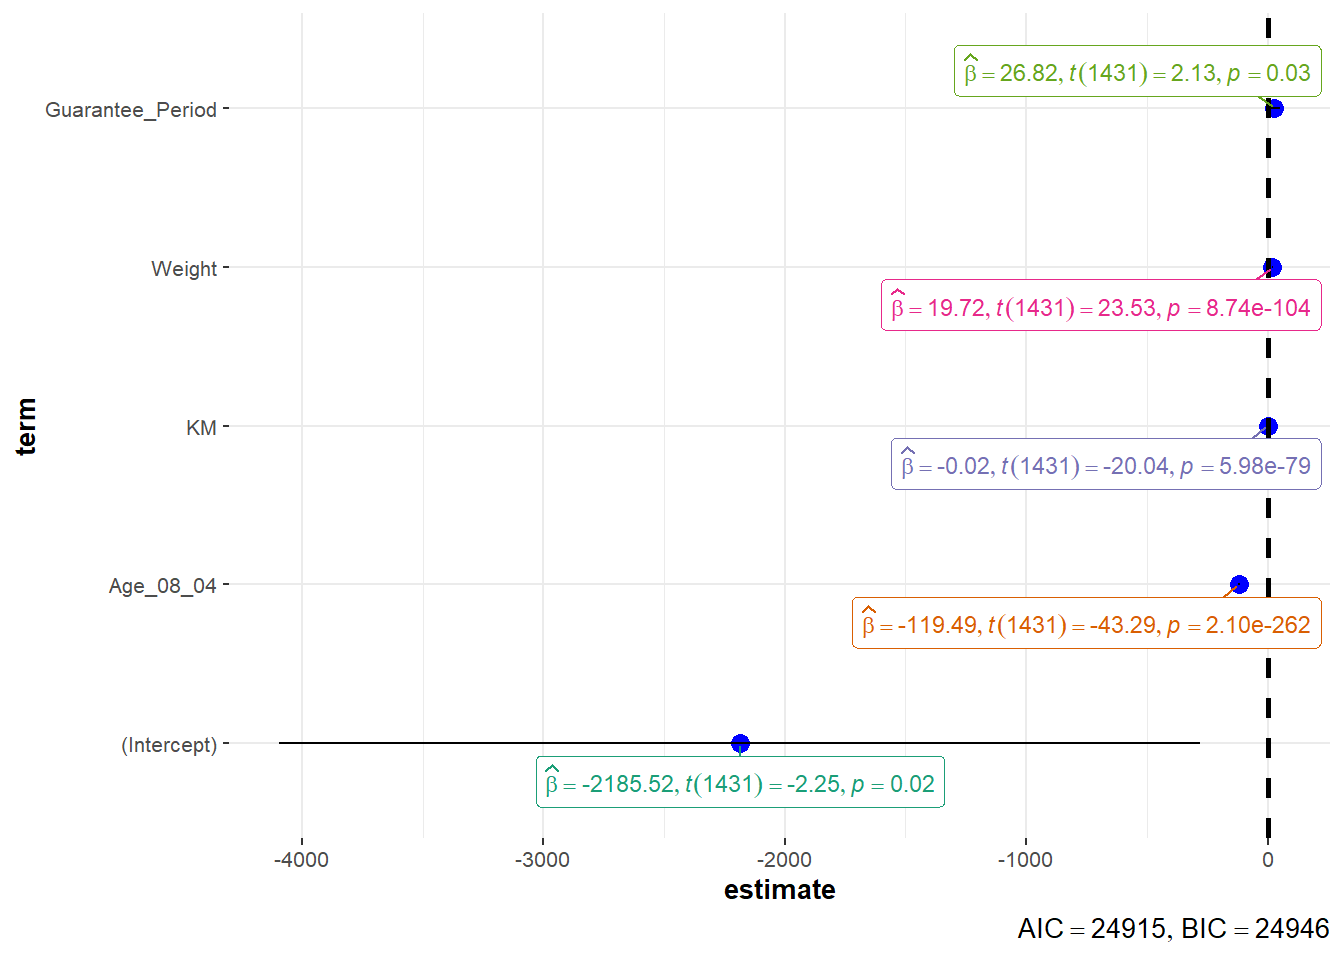 β̂ = 26.82, t(1431) = 2.13, p = 0.03
Guarantee_Period
Weight
β̂ = 19.72, t(1431) = 23.53, p = 8.74e-104
KM
β̂ = -0.02, t(1431) = -20.04, p = 5.98e-79
term
Age_08_04
β̂ = -119.49, t(1431) = -43.29, p = 2.10e-262
(Intercept)
β̂ = -2185.52, t(1431) = -2.25, p = 0.02
-4000 -3000 -2000 -1000 0
estimate
AIC = 24915, BIC = 24946